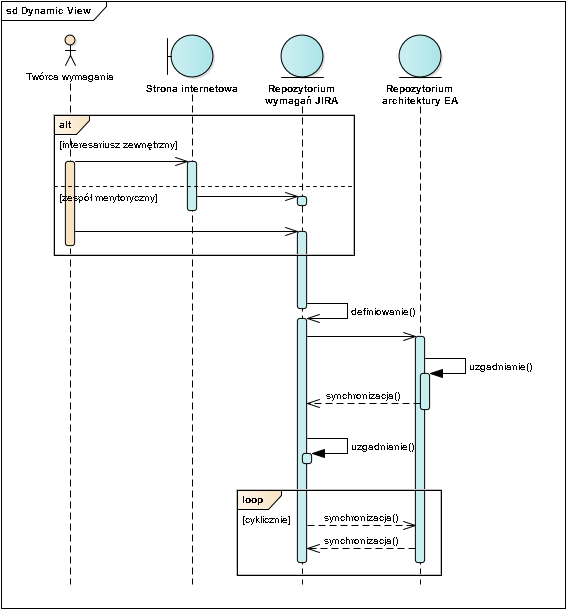 sd Dynamic View
Twórca wymagania
Strona internetowa
Repozytorium
wymagań JIRA
Repozytorium
architektury EA
alt
[interesariusz zewnętrzny]
[zespół merytoryczny]
definiowanie()
uzgadnianie()
synchronizacja()
uzgadnianie()
loop
[cyklicznie]
synchronizacja()
synchronizacja()